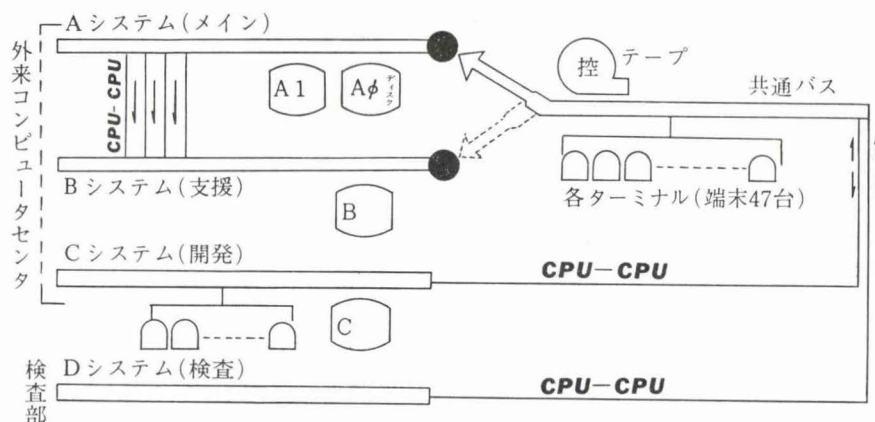 Aシステム(メイン)
外来コンピュータセンタ
CPU-CPU
A1
Aφ
ディスク
控
テープ
共通バス
Bシステム(支援)
各ターミナル(端末47台)
B
Cシステム(開発)
CPU-CPU
C
検査部
Dシステム(検査)
CPU-CPU